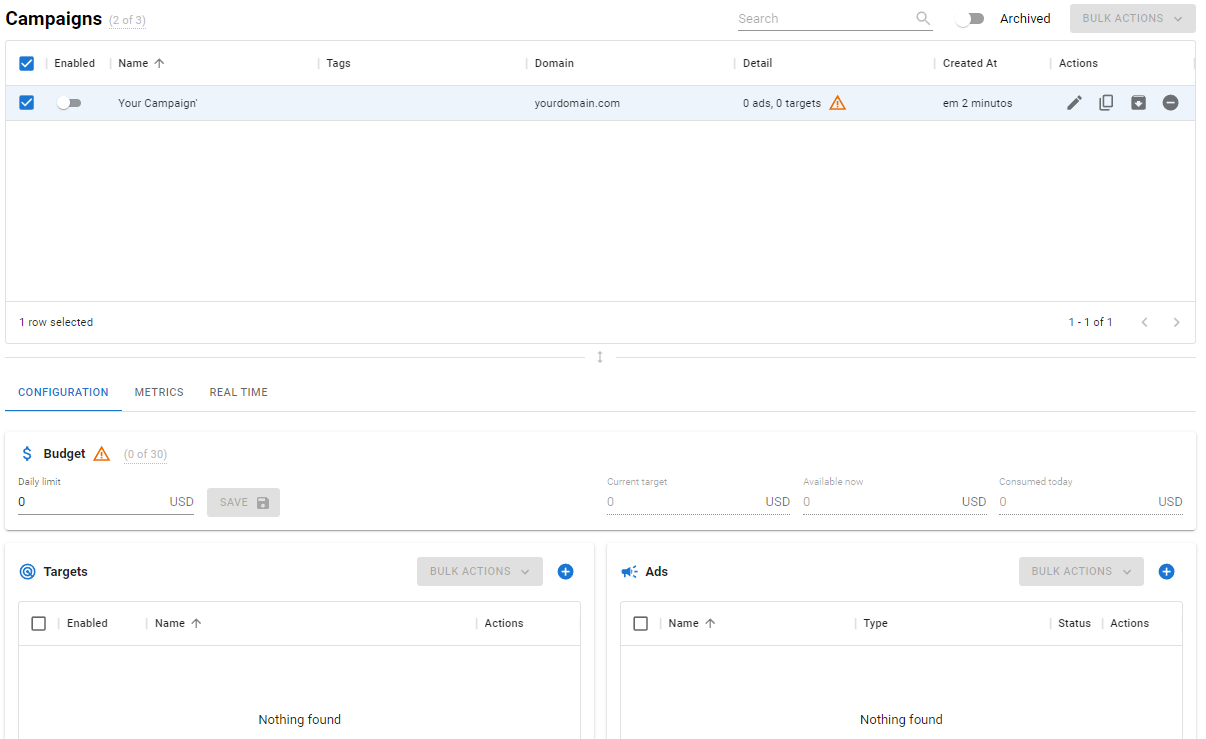 Campaigns (2 of 3) Search Archived BULK ACTIONS
Enabled Name Tags Domain Detail Created At Actions
Your Campaign' yourdomain.com 0 ads, 0 targets em 2 minutos
1 row selected 1 - 1 of 1
CONFIGURATION METRICS REAL TIME
Budget (0 of 30)
Daily limit Current target Available now Consumed today
0 USD SAVE 0 USD 0 USD 0 USD
Targets BULK ACTIONS Ads BULK ACTIONS
Enabled Name Actions Name Type Status Actions
Nothing found Nothing found